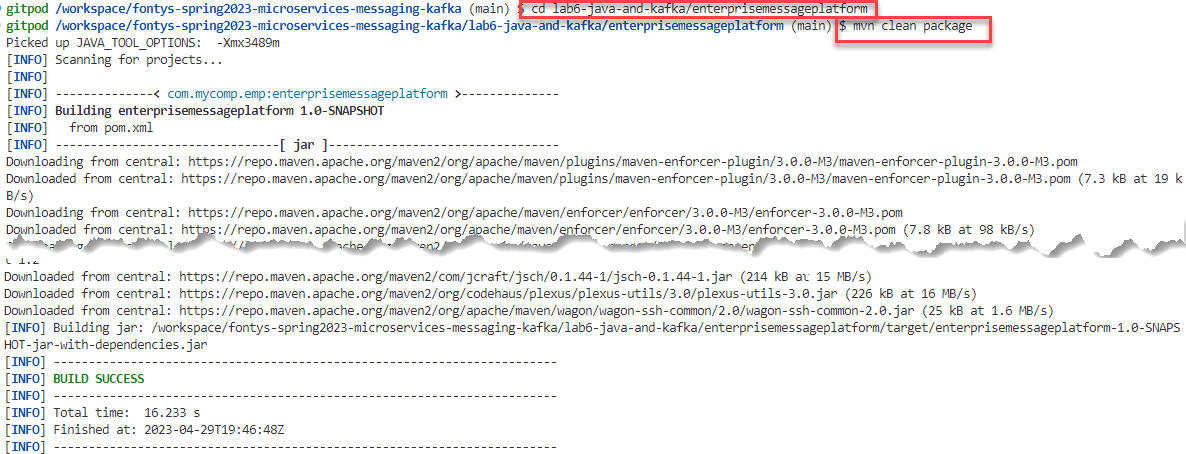 gitpod /workspace/fontys-spring2023-microservices-messaging-kafka (main) $ cd lab6-java-and-kafka/enterprisemessageplatform
gitpod /workspace/fontys-spring2023-microservices-messaging-kafka/lab6-java-and-kafka/enterprisemessageplatform (main) $ mvn clean package
Picked up JAVA_TOOL_OPTIONS:  -Xmx3489m
[INFO] Scanning for projects...
[INFO]
[INFO] --------------< com.mycomp.emp:enterprisemessageplatform >--------------
[INFO] Building enterprisemessageplatform 1.0-SNAPSHOT
[INFO]   from pom.xml
[INFO] --------------------------------[ jar ]---------------------------------
Downloading from central: https://repo.maven.apache.org/maven2/org/apache/maven/plugins/maven-enforcer-plugin/3.0.0-M3/maven-enforcer-plugin-3.0.0-M3.pom
Downloaded from central: https://repo.maven.apache.org/maven2/org/apache/maven/plugins/maven-enforcer-plugin/3.0.0-M3/maven-enforcer-plugin-3.0.0-M3.pom (7.3 kB at 19 k
B/s)
Downloading from central: https://repo.maven.apache.org/maven2/org/apache/maven/enforcer/enforcer/3.0.0-M3/enforcer-3.0.0-M3.pom
Downloaded from central: https://repo.maven.apache.org/maven2/org/apache/maven/enforcer/enforcer/3.0.0-M3/enforcer-3.0.0-M3.pom (7.8 kB at 98 kB/s)
Downloaded from central: https://repo.maven.apache.org/maven2/com/jcraft/jsch/0.1.44-1/jsch-0.1.44-1.jar (214 kB at 15 MB/s)
Downloaded from central: https://repo.maven.apache.org/maven2/org/codehaus/plexus/plexus-utils/3.0/plexus-utils-3.0.jar (226 kB at 16 MB/s)
Downloaded from central: https://repo.maven.apache.org/maven2/org/apache/maven/wagon/wagon-ssh-common/2.0/wagon-ssh-common-2.0.jar (25 kB at 1.6 MB/s)
[INFO] Building jar: /workspace/fontys-spring2023-microservices-messaging-kafka/lab6-java-and-kafka/enterprisemessageplatform/target/enterprisemessageplatform-1.0-SNAPS
HOT-jar-with-dependencies.jar
[INFO] ------------------------------------------------------------------------
[INFO] BUILD SUCCESS
[INFO] ------------------------------------------------------------------------
[INFO] Total time:  16.233 s
[INFO] Finished at: 2023-04-29T19:46:48Z
[INFO] ------------------------------------------------------------------------